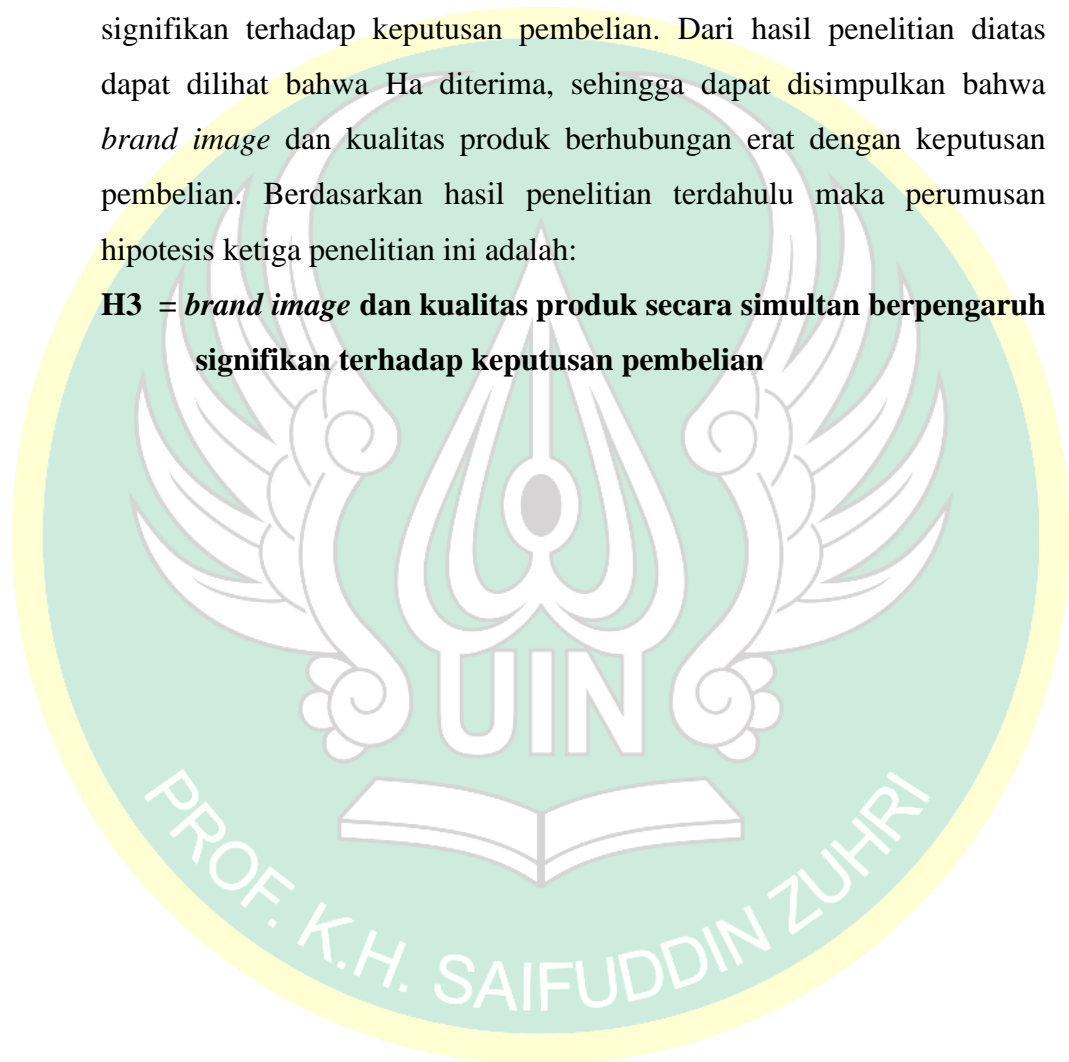 signifikan terhadap keputusan pembelian. Dari hasil penelitian diatas
dapat dilihat bahwa Ha diterima, sehingga dapat disimpulkan bahwa
brand image dan kualitas produk berhubungan erat dengan keputusan
pembelian. Berdasarkan hasil penelitian terdahulu maka perumusan
hipotesis ketiga penelitian ini adalah:
H3 = brand image dan kualitas produk secara simultan berpengaruh
signifikan terhadap keputusan pembelian
UIN
PROF. K.H. SAIFUDDIN ZUHRI